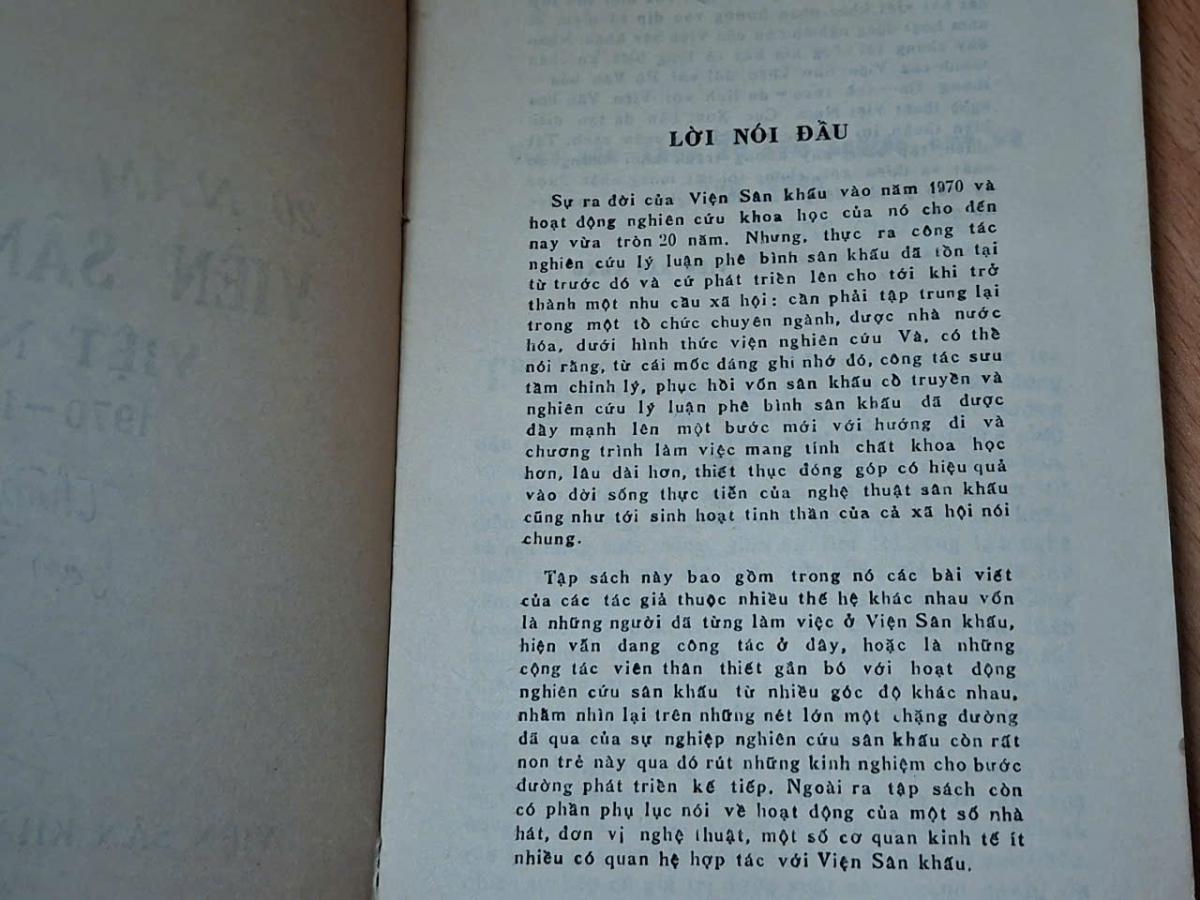 LỜI NÓI ĐẦU
Sự ra đời của Viện Sân khấu vào năm 1970 và
hoạt động nghiên cứu khoa học của nó cho đến
nay vừa tròn 20 năm. Nhưng, thực ra công tác
nghiên cứu lý luận phê bình sân khấu đã tồn tại
từ trước đó và cứ phát triển lên cho tới khi trở
thành một nhu cầu xã hội: cần phải tập trung lại
trong một tổ chức chuyên ngành, được nhà nước
hóa, dưới hình thức viện nghiên cứu Và, có thể
nói rằng, từ cái mốc đáng ghi nhớ đó, công tác sưu
tầm chỉnh lý, phục hồi vốn sân khấu cổ truyền và
nghiên cứu lý luận phê bình sân khấu đã được
đẩy mạnh lên một bước mới với hướng đi và
chương trình làm việc mang tính chất khoa học
hơn, lâu dài hơn, thiết thục đóng góp có hiệu quả
vào đời sống thực tiễn của nghệ thuật sân khấu
cũng như tới sinh hoạt tinh thần của cả xã hội nói
chung.
Tập sách này bao gồm trong nó các bài viết
của các tác giả thuộc nhiều thế hệ khác nhau vốn
là những người đã từng làm việc ở Viện Sân khấu,
hiện vẫn đang công tác ở đây, hoặc là những
cộng tác viên thân thiết gắn bó với hoạt động
nghiên cứu sân khấu từ nhiều góc độ khác nhau,
nhằm nhìn lại trên những nét lớn một chặng đường
đã qua của sự nghiệp nghiên cứu sân khấu còn rất
non trẻ này qua đó rút những kinh nghiệm cho bước
đường phát triển kế tiếp. Ngoài ra tập sách còn
có phần phụ lục nói về hoạt động của một số nhà
hát, đơn vị nghệ thuật, một số cơ quan kinh tế ít
nhiều có quan hệ hợp tác với Viện Sân khấu.